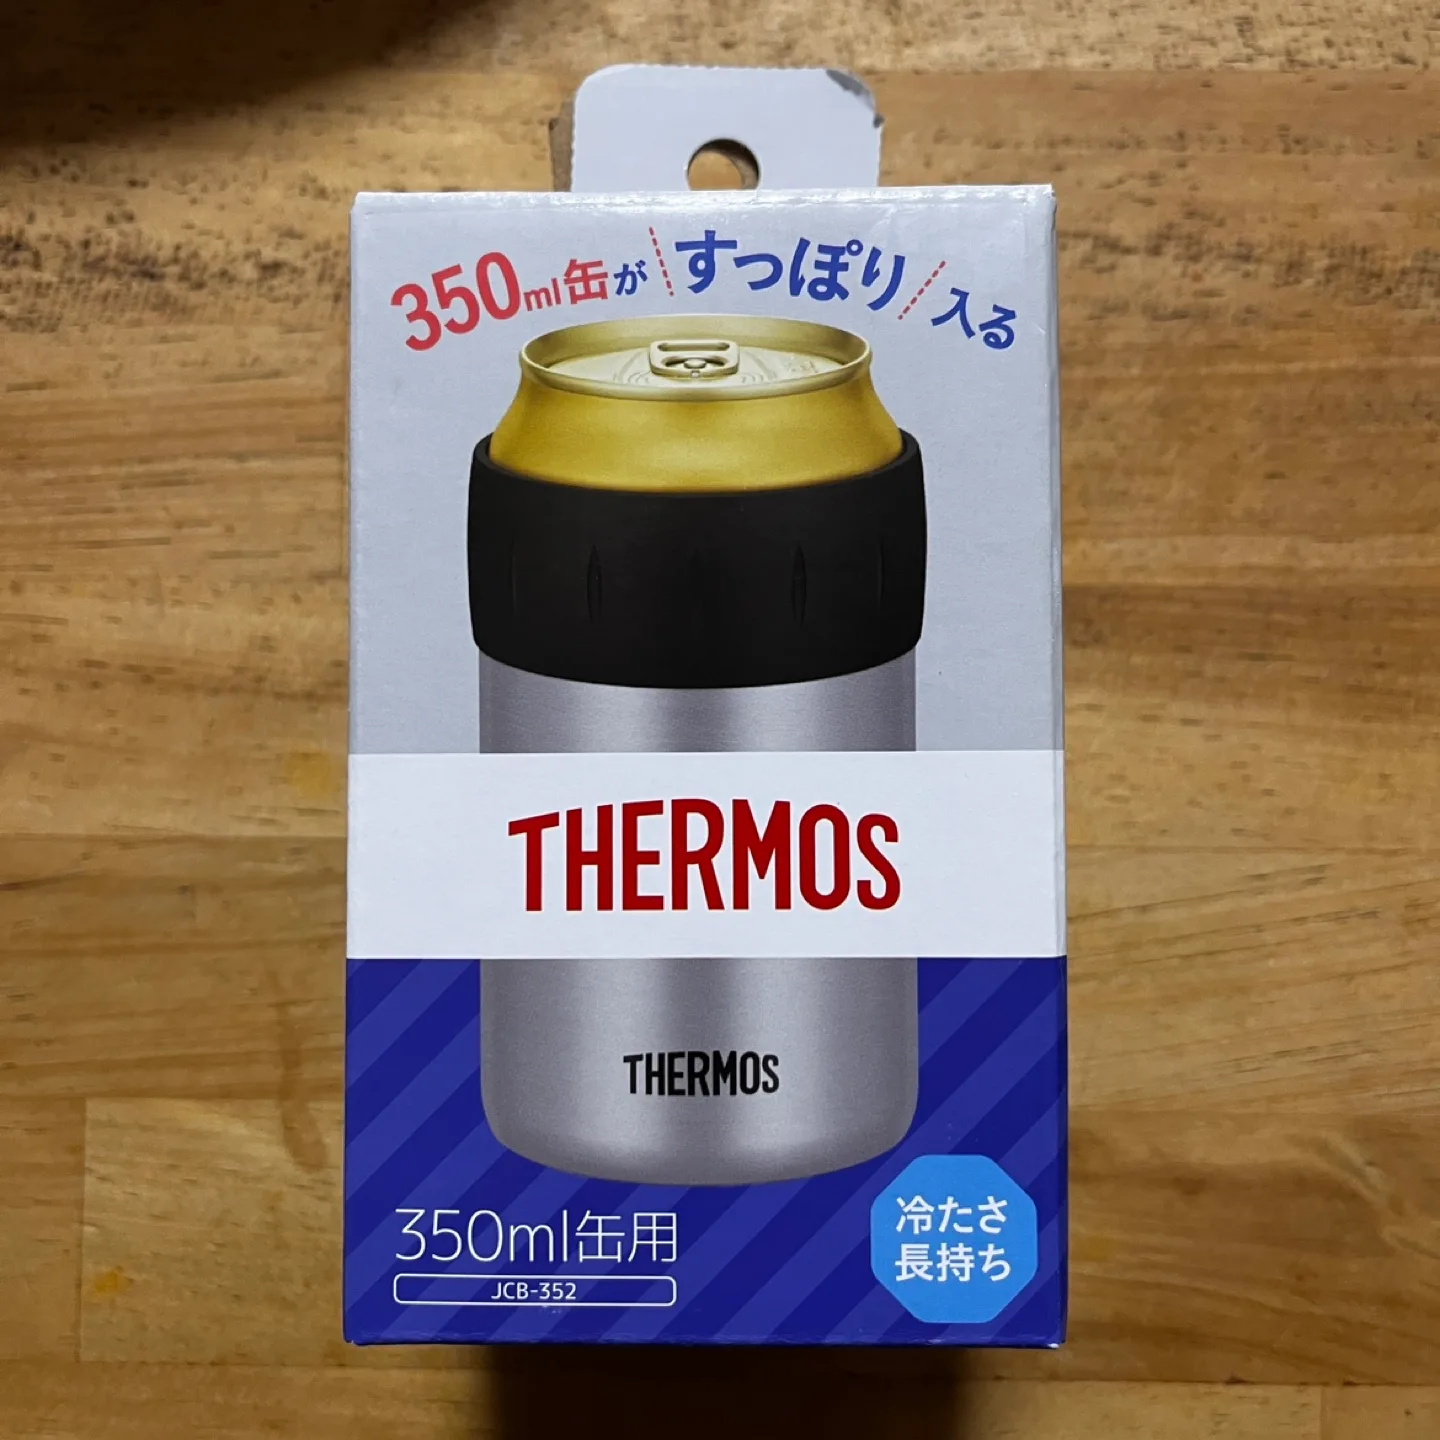 350ml缶が すっぽり 入る
THERMOS
THERMOS
350ml缶用
JCB-352
冷たさ
長持ち